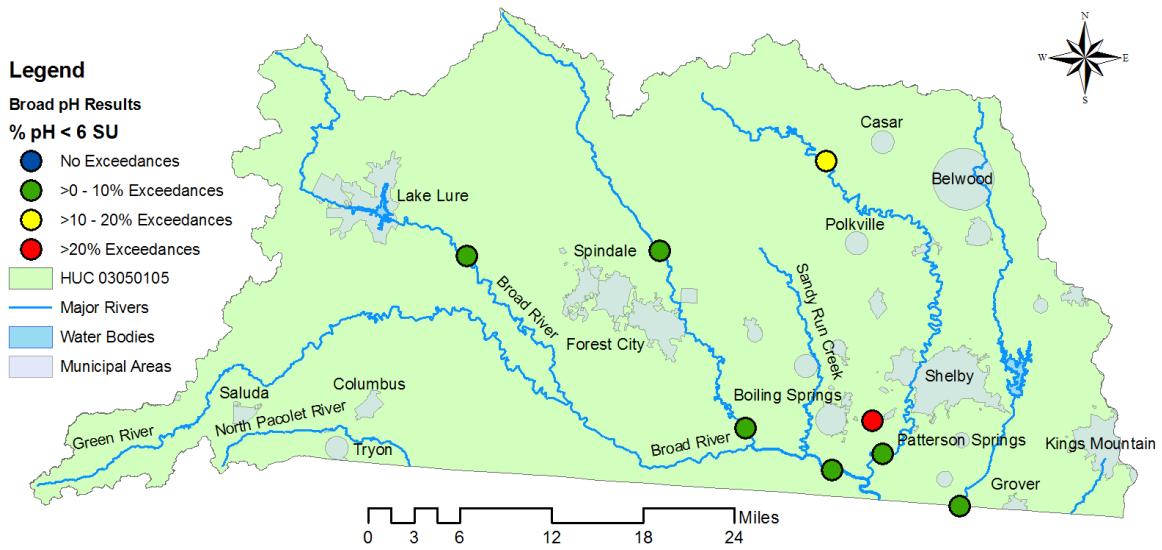 Legend
Broad pH Results
% pH < 6 SU
No Exceedances
>0 - 10% Exceedances
>10 - 20% Exceedances
>20% Exceedances
HUC 03050105
Major Rivers
Water Bodies
Municipal Areas
N
W
E
S
Casar
Belwood
Lake Lure
Polkville
Spindale
Broad River
Sandy Run Creek
Forest City
Shelby
Saluda
Columbus
Boiling Springs
Green River
North Pacolet River
Tryon
Broad River
Patterson Springs
Kings Mountain
Grover
Miles
0 3 6 12 18 24